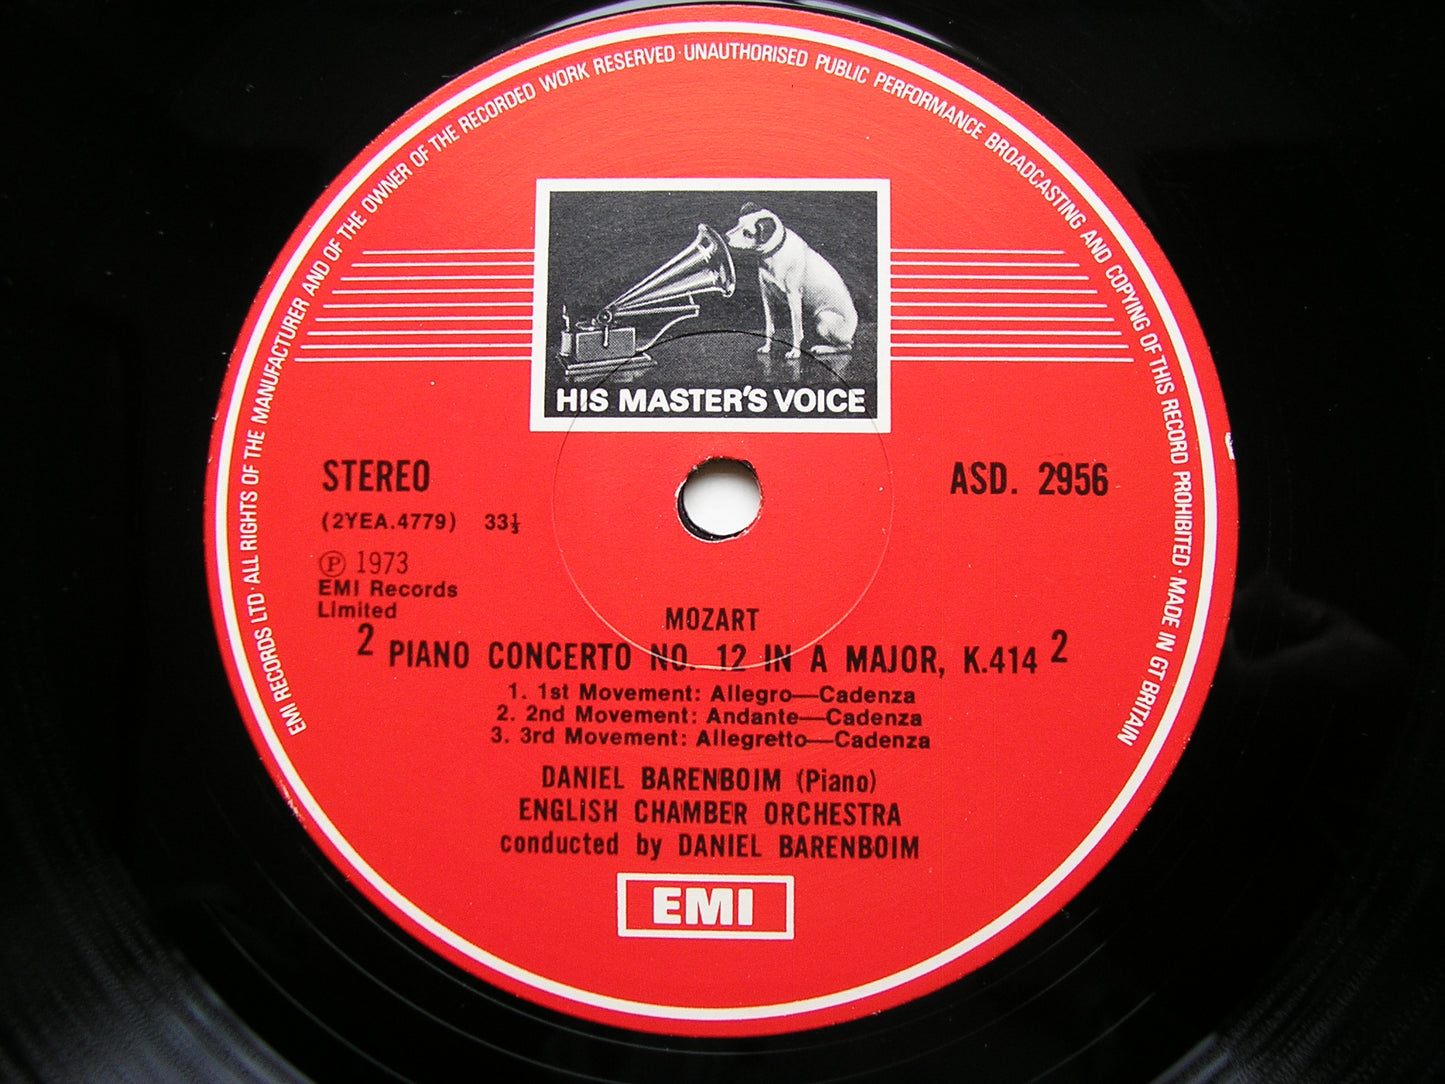 EMI RECORDS LTD · ALL RIGHTS OF THE MANUFACTURER AND OF THE OWNER OF THE RECORDED WORK RESERVED · UNAUTHORISED PUBLIC PERFORMANCE BROADCASTING AND COPYING OF THIS RECORD PROHIBITED · MADE IN GT BRITAIN
HIS MASTER'S VOICE
STEREO
ASD. 2956
(2YEA.4779) 33⅓
℗ 1973
EMI Records
Limited
MOZART
2 PIANO CONCERTO NO. 12 IN A MAJOR, K.414 2
1. 1st Movement: Allegro—Cadenza
2. 2nd Movement: Andante—Cadenza
3. 3rd Movement: Allegretto—Cadenza
DANIEL BARENBOIM (Piano)
ENGLISH CHAMBER ORCHESTRA
conducted by DANIEL BARENBOIM
EMI